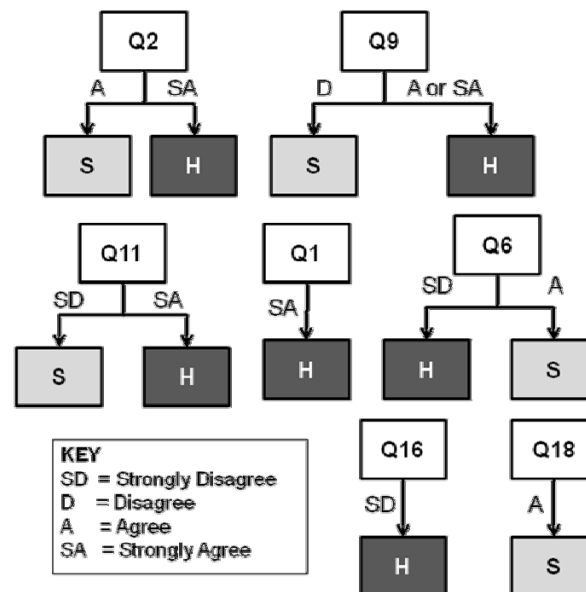 Q2
Q9
A
SA
D
A or SA
S
H
S
H
Q11
Q1
Q6
SD
SA
SA
SD
A
S
H
H
H
S
Q16
Q18
SD
A
H
S
KEY
SD = Strongly Disagree
D = Disagree
A = Agree
SA = Strongly Agree